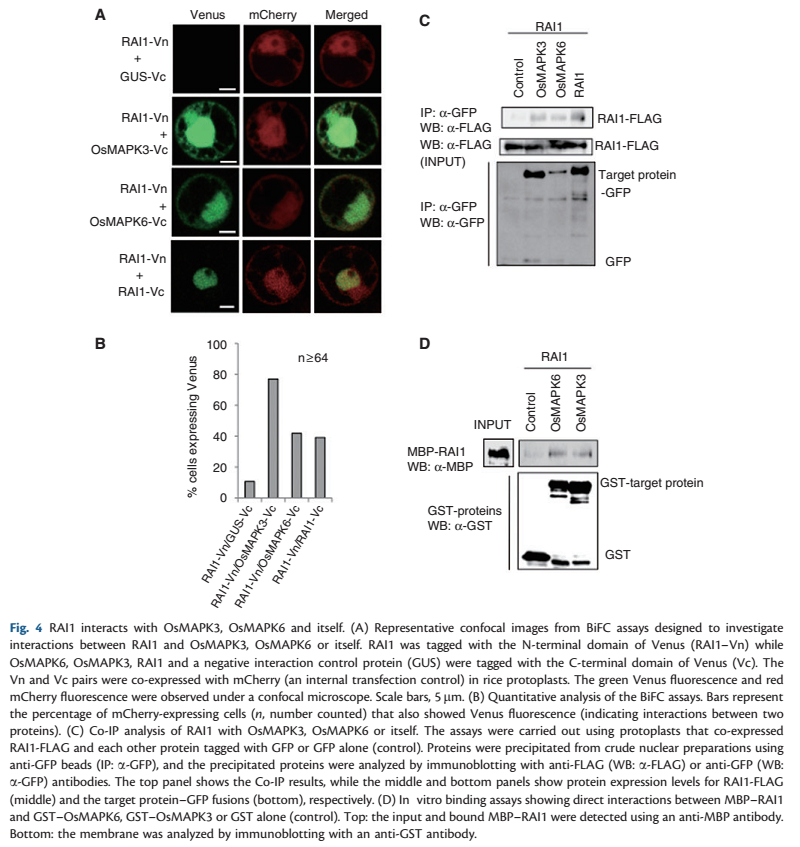 A
Venus mCherry Merged
RAI1-Vn
+
GUS-Vc
RAI1-Vn
+
OsMAPK3-Vc
RAI1-Vn
+
OsMAPK6-Vc
RAI1-Vn
+
RAI1-Vc
B
% cells expressing Venus
100
80
60
40
20
0
n≥64
RAI1-Vn/GUS-Vc
RAI1-Vn/OsMAPK3-Vc
RAI1-Vn/OsMAPK6-Vc
RAI1-Vn/RAI1-Vc
C
RAI1
Control
OsMAPK3
OsMAPK6
RAI1
IP: α-GFP
WB: α-FLAG
RAI1-FLAG
WB: α-FLAG
(INPUT)
RAI1-FLAG
IP: α-GFP
WB: α-GFP
Target protein
-GFP
GFP
D
RAI1
Control
OsMAPK6
OsMAPK3
INPUT
MBP-RAI1
WB: α-MBP
GST-proteins
WB: α-GST
GST-target protein
GST
Fig. 4 RAI1 interacts with OsMAPK3, OsMAPK6 and itself. (A) Representative confocal images from BiFC assays designed to investigate
interactions between RAI1 and OsMAPK3, OsMAPK6 or itself. RAI1 was tagged with the N-terminal domain of Venus (RAI1–Vn) while
OsMAPK6, OsMAPK3, RAI1 and a negative interaction control protein (GUS) were tagged with the C-terminal domain of Venus (Vc). The
Vn and Vc pairs were co-expressed with mCherry (an internal transfection control) in rice protoplasts. The green Venus fluorescence and red
mCherry fluorescence were observed under a confocal microscope. Scale bars, 5 μm. (B) Quantitative analysis of the BiFC assays. Bars represent
the percentage of mCherry-expressing cells (n, number counted) that also showed Venus fluorescence (indicating interactions between two
proteins). (C) Co-IP analysis of RAI1 with OsMAPK3, OsMAPK6 or itself. The assays were carried out using protoplasts that co-expressed
RAI1-FLAG and each other protein tagged with GFP or GFP alone (control). Proteins were precipitated from crude nuclear preparations using
anti-GFP beads (IP: α-GFP), and the precipitated proteins were analyzed by immunoblotting with anti-FLAG (WB: α-FLAG) or anti-GFP (WB:
α-GFP) antibodies. The top panel shows the Co-IP results, while the middle and bottom panels show protein expression levels for RAI1-FLAG
(middle) and the target protein–GFP fusions (bottom), respectively. (D) In vitro binding assays showing direct interactions between MBP–RAI1
and GST–OsMAPK6, GST–OsMAPK3 or GST alone (control). Top: the input and bound MBP–RAI1 were detected using an anti-MBP antibody.
Bottom: the membrane was analyzed by immunoblotting with an anti-GST antibody.